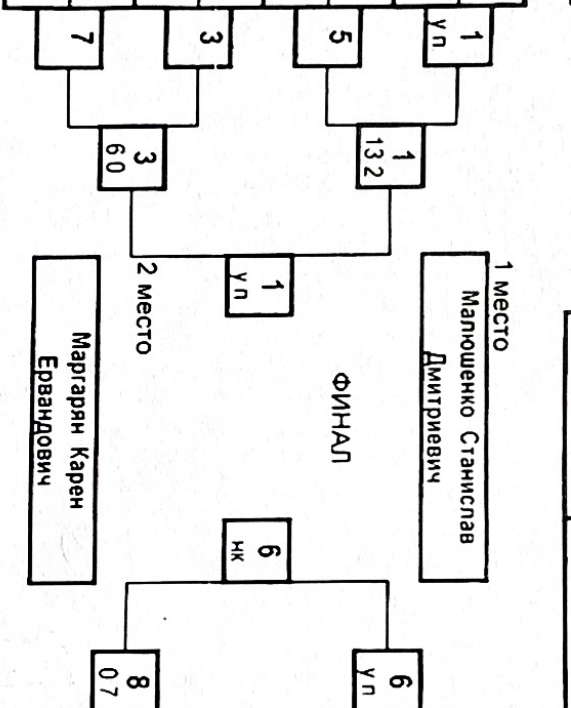 1 место
1
уп
Малюшенко Станислав
Дмитриевич
1
13 2
6
уп
5
ФИНАЛ
1
уп
6
нк
3
3
6 0
2 место
8
0 7
7
Маргарян Карен
Ервандович